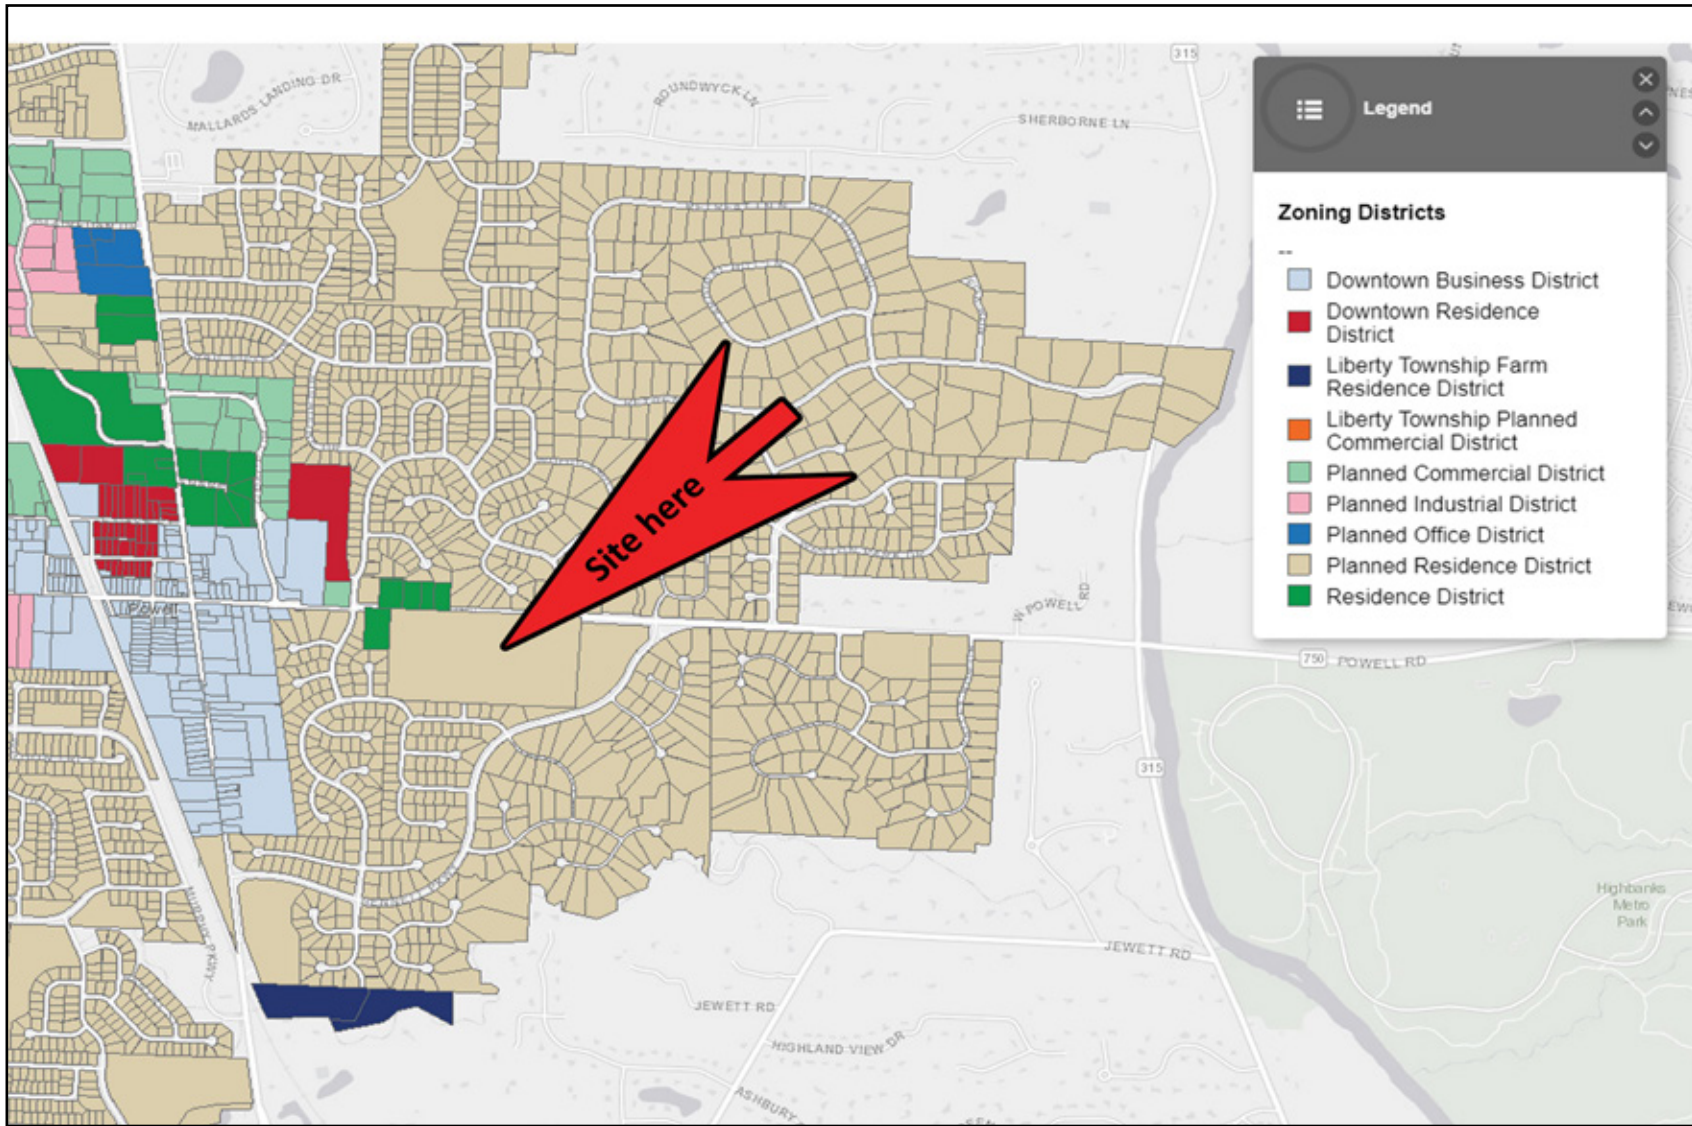 315
MALLARDS LANDING DR
ROUNDWYCK LN
SHERBORNE LN
Legend
Zoning Districts
--
Downtown Business District
Downtown Residence
District
Liberty Township Farm
Residence District
Liberty Township Planned
Commercial District
Planned Commercial District
Planned Industrial District
Planned Office District
Planned Residence District
Residence District
Site here
Powell
W POWELL RD
750
POWELL RD
315
MURPHY PKWY
Highbanks
Metro
Park
JEWETT RD
JEWETT RD
HIGHLAND VIEW DR
ASHBURY